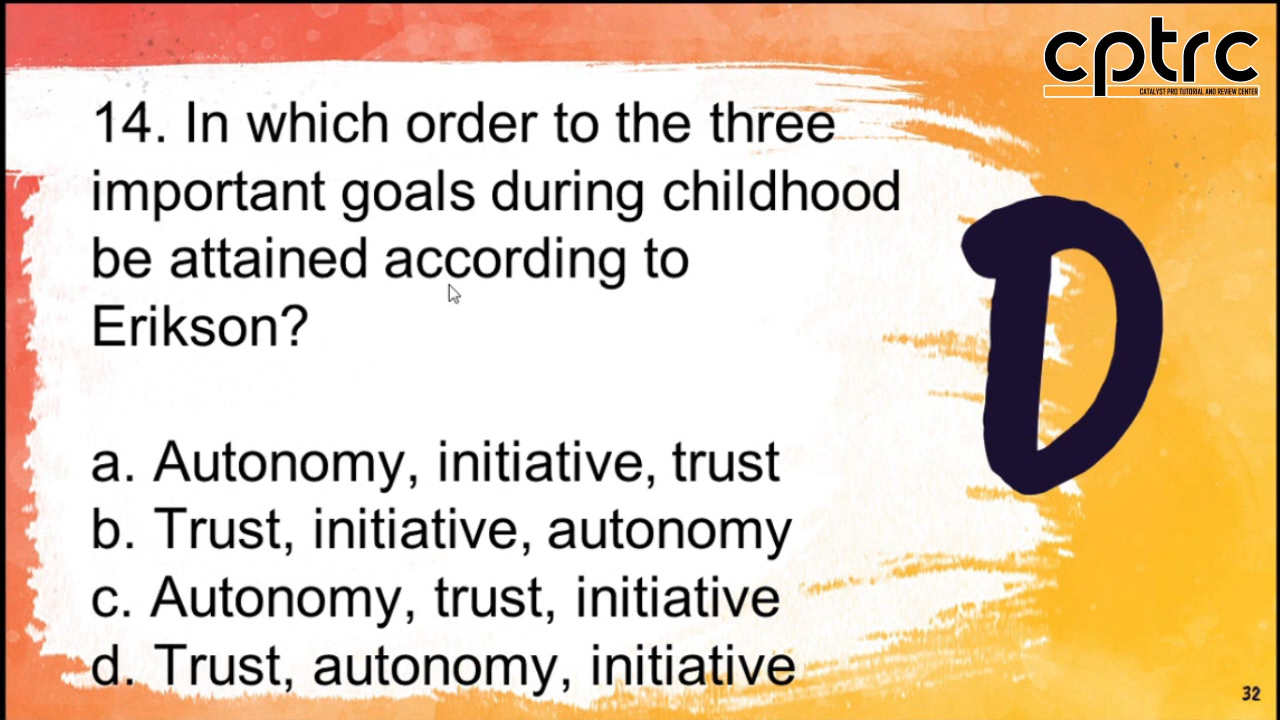 cptrc
CATALYST PRO TUTORIAL AND REVIEW CENTER
14. In which order to the three
important goals during childhood
be attained according to
Erikson?
D
a. Autonomy, initiative, trust
b. Trust, initiative, autonomy
c. Autonomy, trust, initiative
d. Trust, autonomy, initiative
32